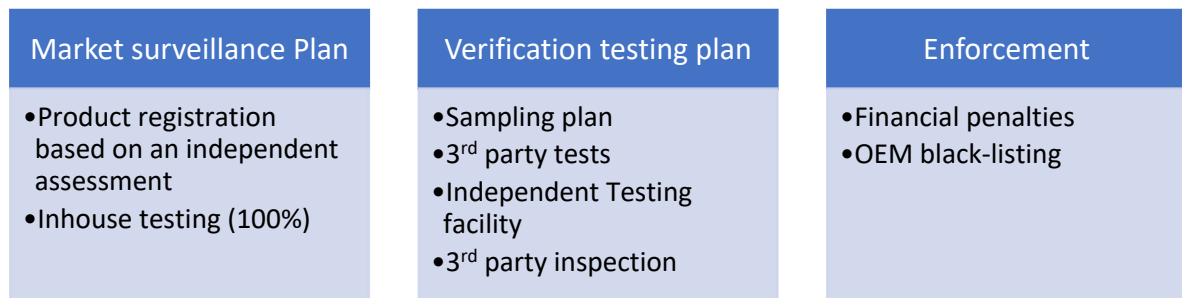 Market surveillance Plan
•Product registration
based on an independent
assessment
•Inhouse testing (100%)
Verification testing plan
•Sampling plan
•3rd party tests
•Independent Testing
facility
•3rd party inspection
Enforcement
•Financial penalties
•OEM black-listing